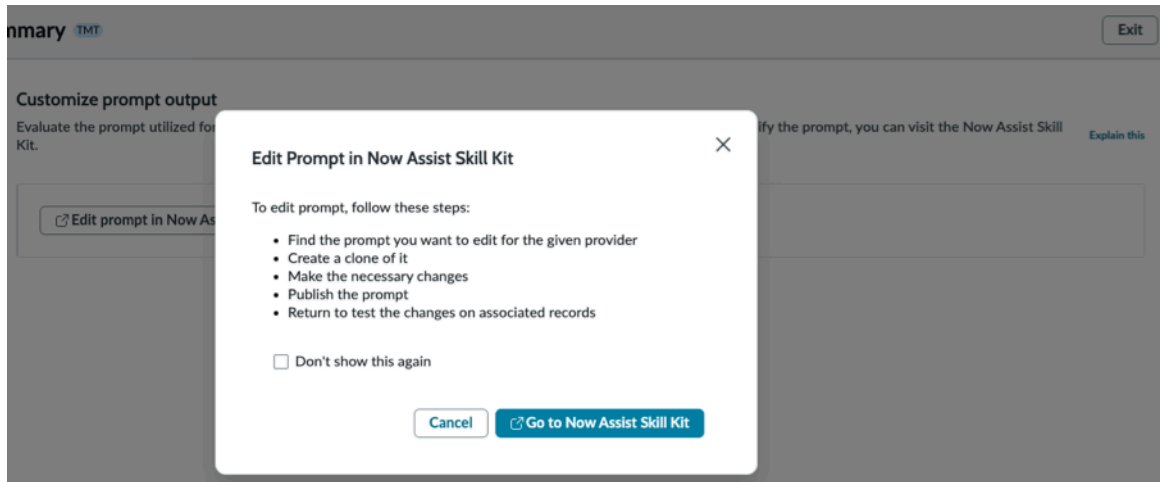 TMT
Exit
Customize prompt output
Evaluate the prompt utilized for
ify the prompt, you can visit the Now Assist Skill
Kit.
Explain this
Edit prompt in Now As
Edit Prompt in Now Assist Skill Kit
To edit prompt, follow these steps:
• Find the prompt you want to edit for the given provider
• Create a clone of it
• Make the necessary changes
• Publish the prompt
• Return to test the changes on associated records
Don't show this again
Cancel
Go to Now Assist Skill Kit